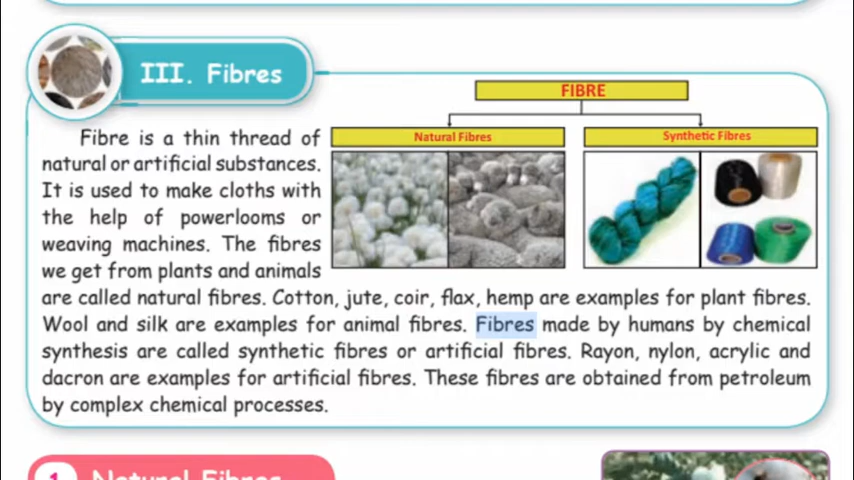 III. Fibres
FIBRE
Natural Fibres
Synthetic Fibres
Fibre is a thin thread of
natural or artificial substances.
It is used to make cloths with
the help of powerlooms or
weaving machines. The fibres
we get from plants and animals
are called natural fibres. Cotton, jute, coir, flax, hemp are examples for plant fibres.
Wool and silk are examples for animal fibres. Fibres made by humans by chemical
synthesis are called synthetic fibres or artificial fibres. Rayon, nylon, acrylic and
dacron are examples for artificial fibres. These fibres are obtained from petroleum
by complex chemical processes.
1 Natural Fibres